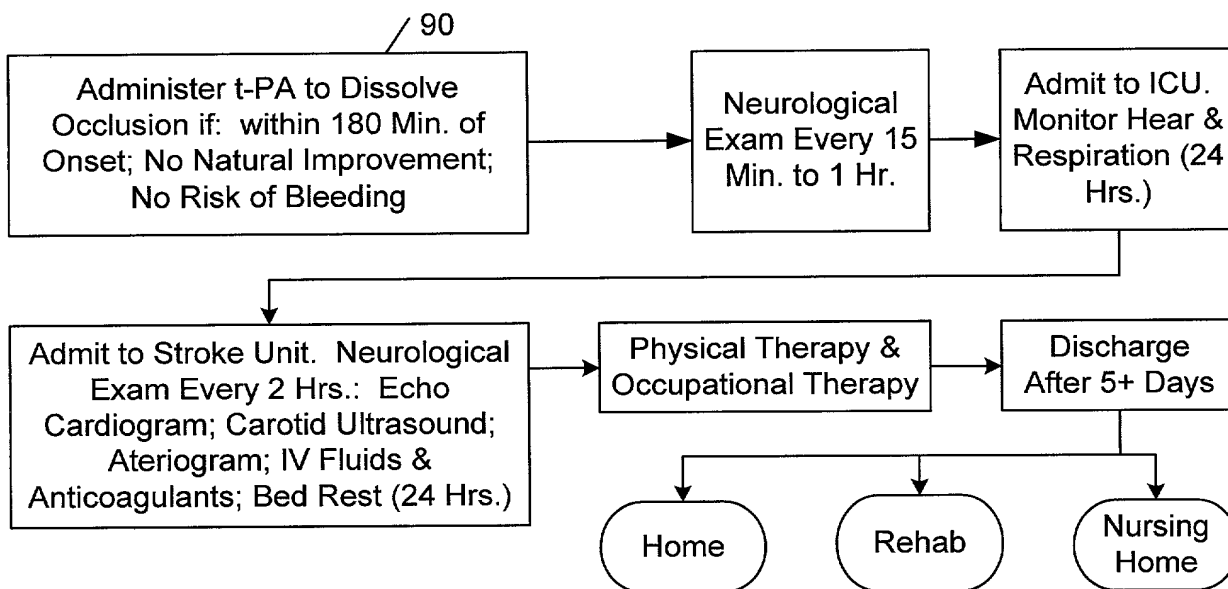 90
Administer t-PA to Dissolve
Occlusion if: within 180 Min. of
Onset; No Natural Improvement;
No Risk of Bleeding
Neurological
Exam Every 15
Min. to 1 Hr.
Admit to ICU.
Monitor Hear &
Respiration (24
Hrs.)
Admit to Stroke Unit. Neurological
Exam Every 2 Hrs.: Echo
Cardiogram; Carotid Ultrasound;
Ateriogram; IV Fluids &
Anticoagulants; Bed Rest (24 Hrs.)
Physical Therapy &
Occupational Therapy
Discharge
After 5+ Days
Home
Rehab
Nursing
Home